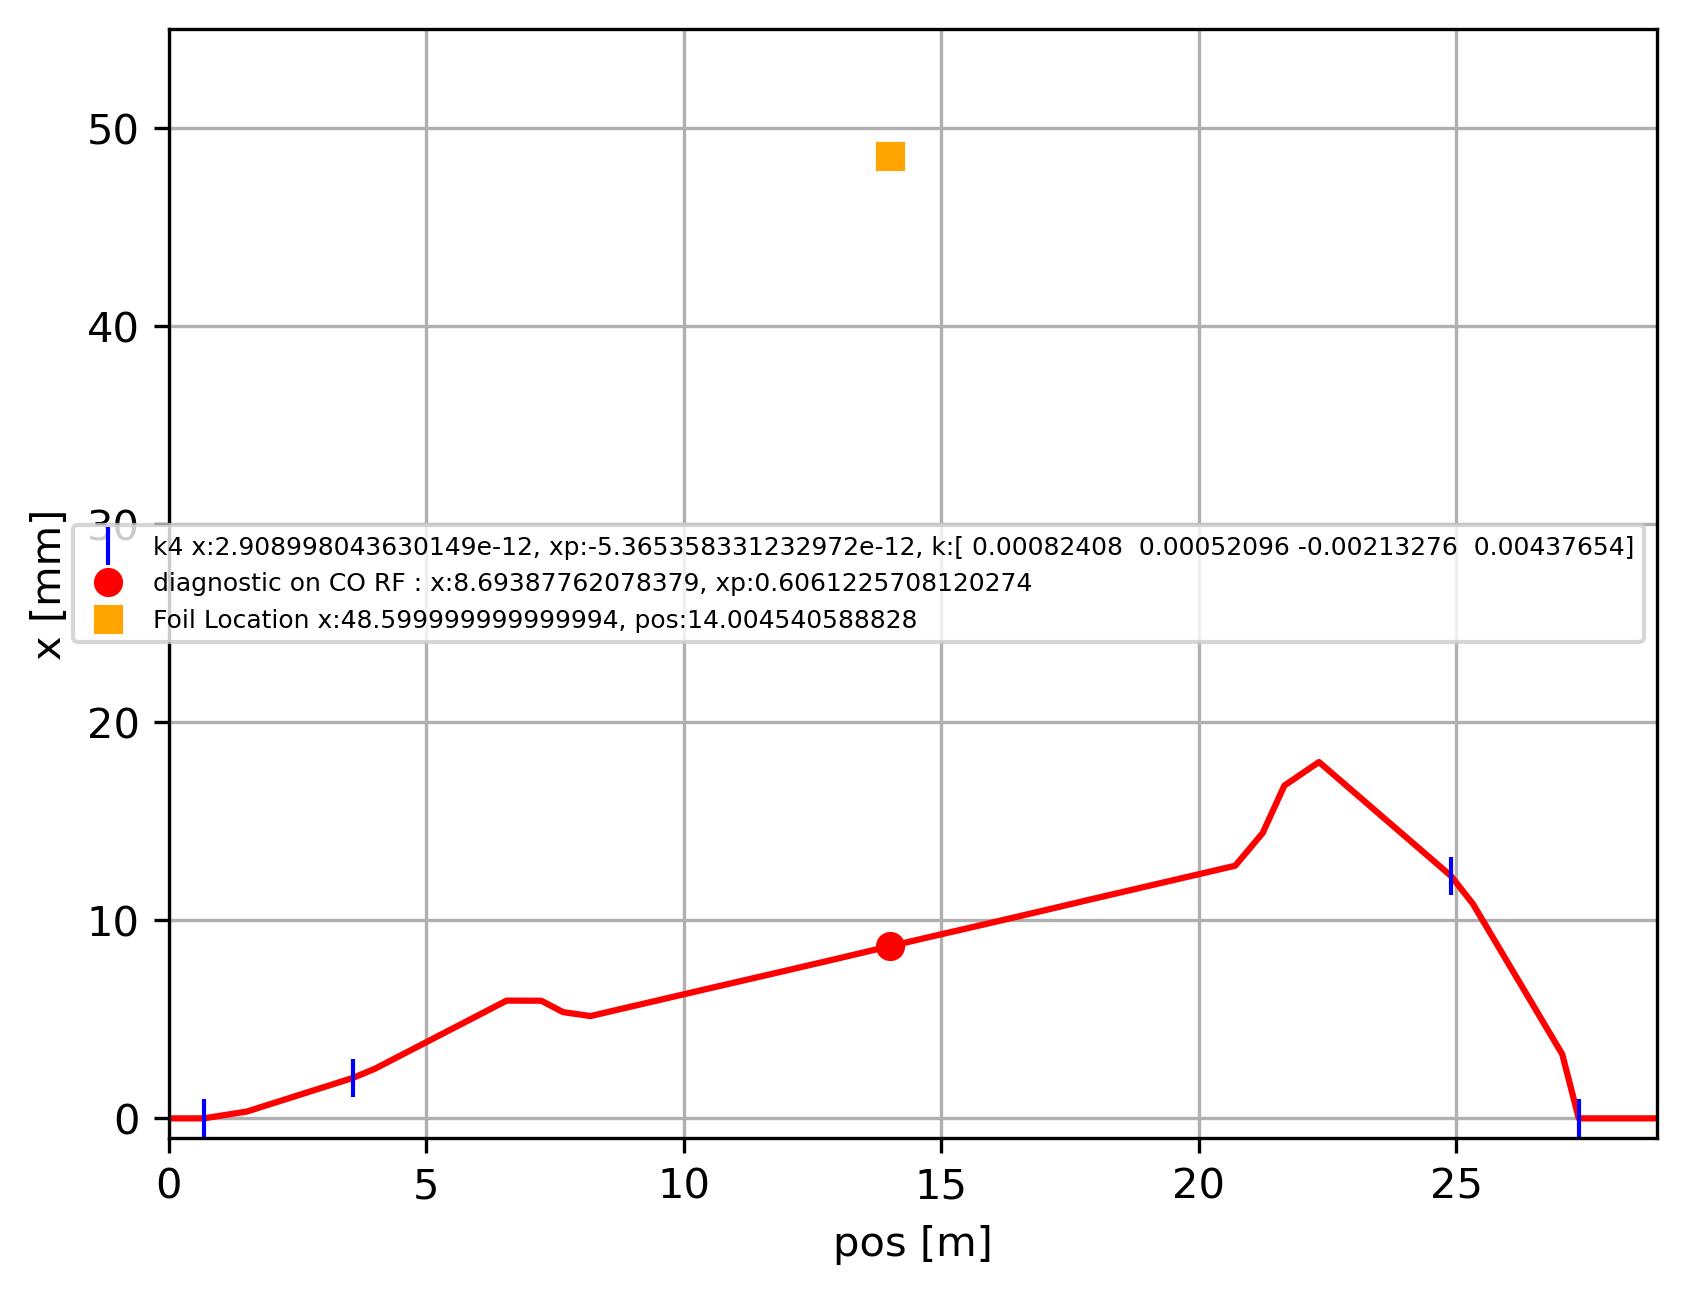 50
40
30
20
10
0
x [mm]
k4 x:2.908998043630149e-12, xp:-5.365358331232972e-12, k:[ 0.00082408  0.00052096 -0.00213276  0.00437654]
diagnostic on CO RF : x:8.69387762078379, xp:0.6061225708120274
Foil Location x:48.599999999999994, pos:14.004540588828
0 5 10 15 20 25
pos [m]